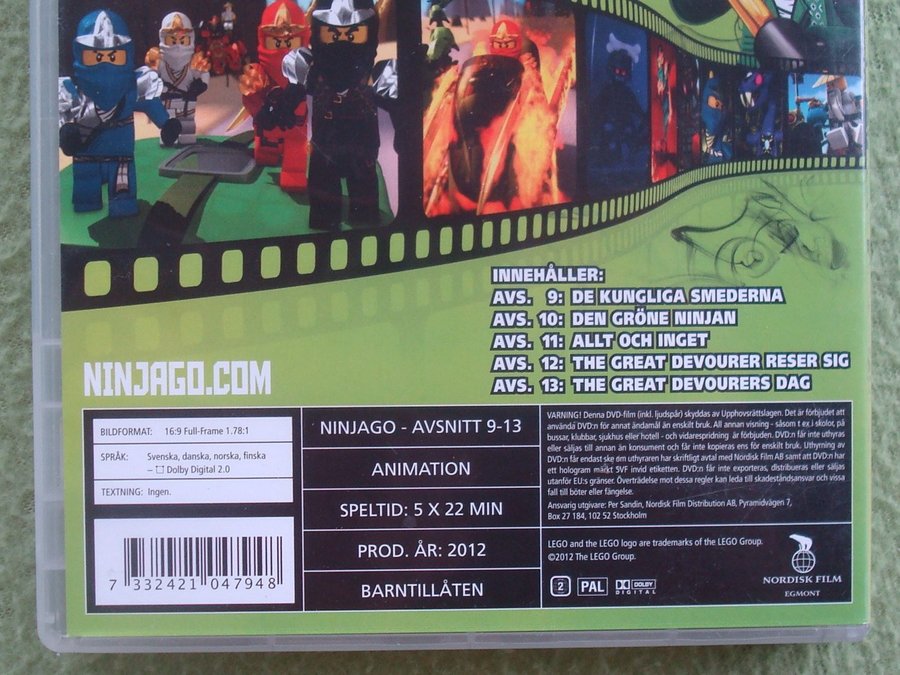 INNEHÅLLER:
AVS. 9: DE KUNGLIGA SMEDERNA
AVS. 10: DEN GRÖNE NINJAN
AVS. 11: ALLT OCH INGET
AVS. 12: THE GREAT DEVOURER RESER SIG
AVS. 13: THE GREAT DEVOURERS DAG
NINJAGO.COM
BILDFORMAT: 16:9 Full-Frame 1.78:1
SPRÅK: Svenska, danska, norska, finska
– Dolby Digital 2.0
TEXTNING: Ingen.
7 332421 047948
NINJAGO - AVSNITT 9-13
ANIMATION
SPELTID: 5 X 22 MIN
PROD. ÅR: 2012
BARNTILLÅTEN
VARNING! Denna DVD-film (inkl. ljudspår) skyddas av Upphovsrättslagen. Det är förbjudet att
använda DVD:n för annat ändamål än enskilt bruk. All annan visning - såsom t ex i skolor, på
bussar, klubbar, sjukhus eller hotell - och vidarespridning är förbjuden. DVD:n får inte uthyras
eller säljas till annan än konsument och får inte kopieras ens för enskilt bruk. Uthyrning av
DVD:n får endast ske om uthyraren har skriftligt avtal med Nordisk Film AB samt att DVD:n har
ett hologram märkt SVF invid etiketten. DVD:n får inte exporteras, distribueras eller säljas
utanför EU:s gränser. Överträdelse mot dessa regler kan leda till skadeståndsansvar och vissa
fall till böter eller fängelse.
Ansvarig utgivare: Per Sandin, Nordisk Film Distribution AB, Pyramidvägen 7,
Box 27 184, 102 52 Stockholm
LEGO and the LEGO logo are trademarks of the LEGO Group.
©2012 The LEGO Group.
2 PAL DOLBY
DIGITAL
NORDISK FILM
EGMONT